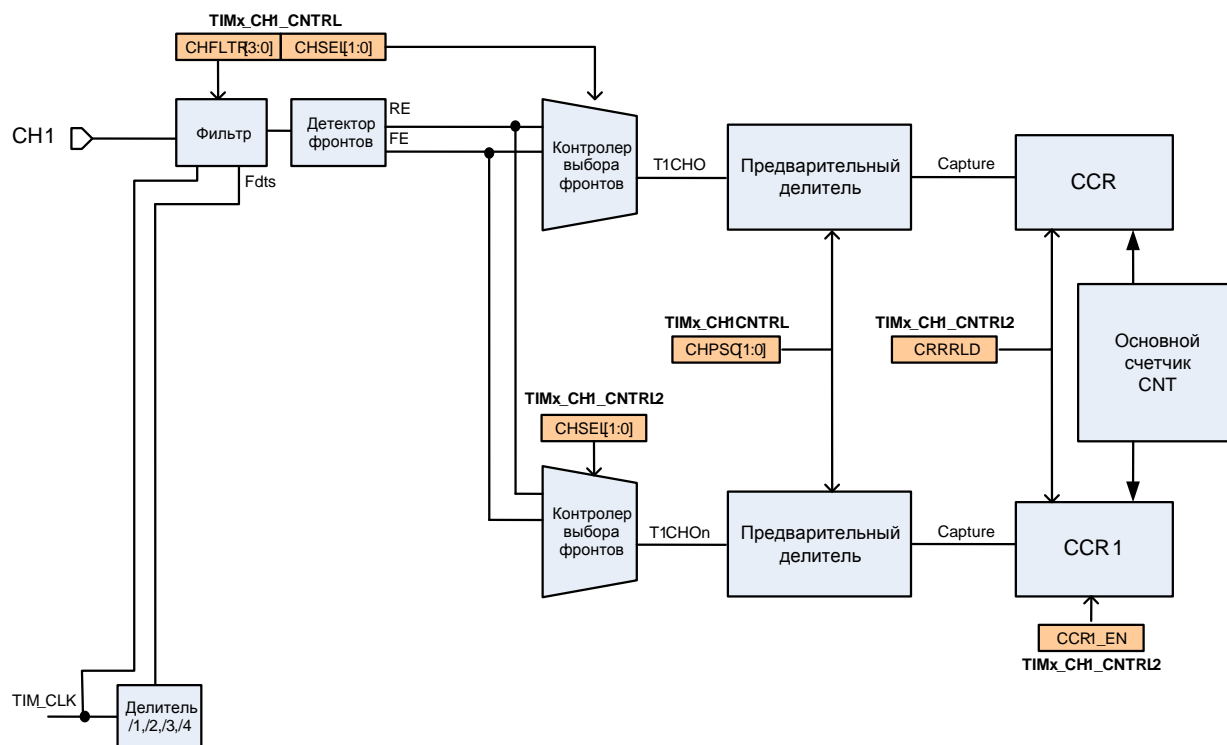 TIMx_CH1_CNTRL
CHFLTR[3:0] CHSEL[1:0]
CH1
Фильтр
Детектор
фронтов
RE
FE
Fdts
Контролер
выбора
фронтов
T1CHO
Предварительный
делитель
Capture
CCR
TIMx_CH1CNTRL
CHPSC[1:0]
TIMx_CH1_CNTRL2
CRRRLD
Основной
счетчик
CNT
TIMx_CH1_CNTRL2
CHSEL[1:0]
Контролер
выбора
фронтов
T1CHOn
Предварительный
делитель
Capture
CCR1
CCR1_EN
TIMx_CH1_CNTRL2
TIM_CLK
Делитель
/1,/2,/3,/4